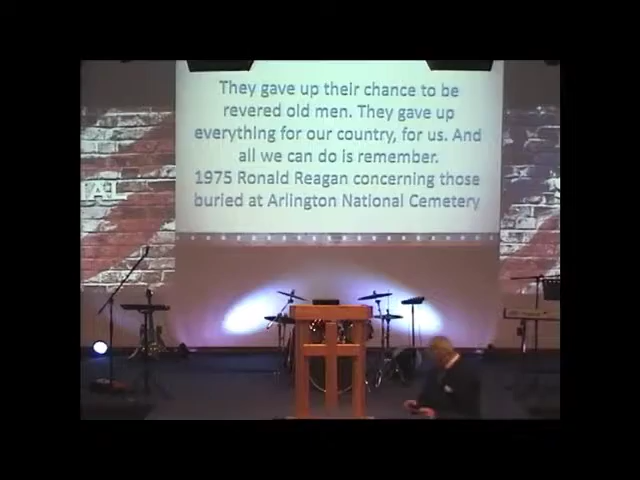 They gave up their chance to be
revered old men. They gave up
everything for our country, for us. And
all we can do is remember.
1975 Ronald Reagan concerning those
buried at Arlington National Cemetery